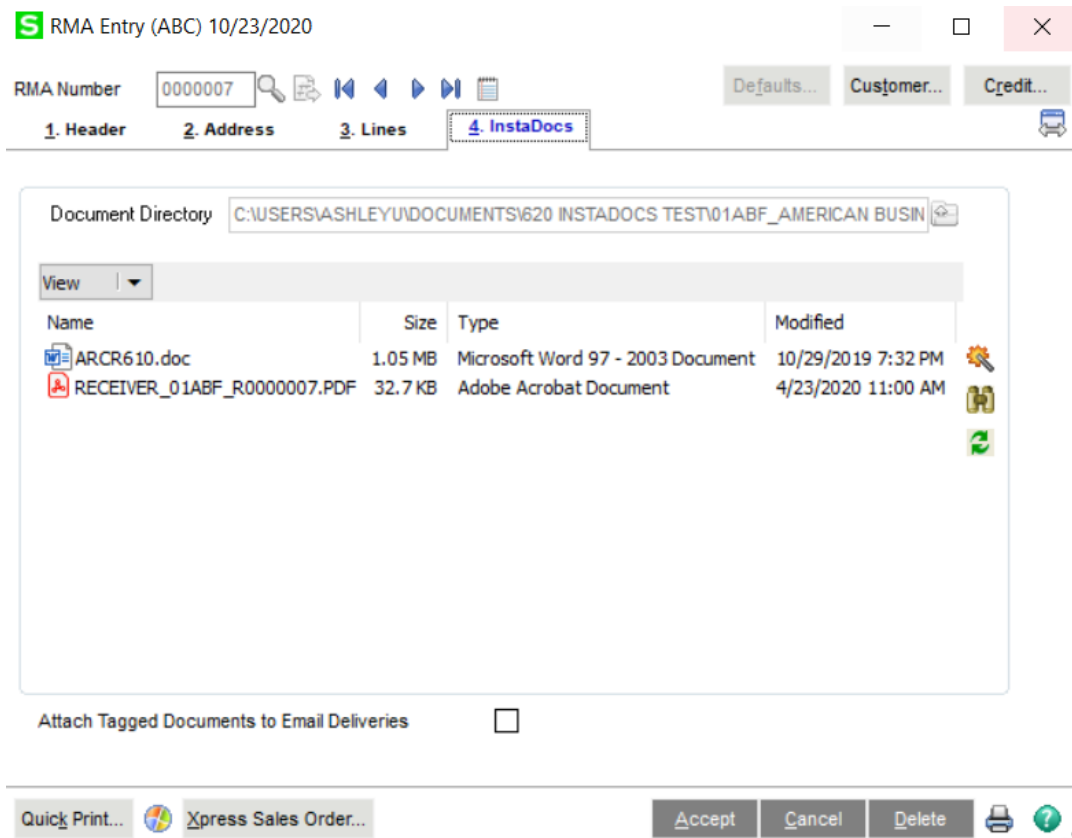 S RMA Entry (ABC) 10/23/2020
RMA Number 0000007 Defaults... Customer... Credit...
1. Header 2. Address 3. Lines 4. InstaDocs
Document Directory C:\USERS\ASHLEYU\DOCUMENTS\620 INSTADOCS TEST\01ABF_AMERICAN BUSIN
View
Name Size Type Modified
ARCR610.doc 1.05 MB Microsoft Word 97 - 2003 Document 10/29/2019 7:32 PM
RECEIVER_01ABF_R0000007.PDF 32.7 KB Adobe Acrobat Document 4/23/2020 11:00 AM
Attach Tagged Documents to Email Deliveries
Quick Print... Xpress Sales Order... Accept Cancel Delete